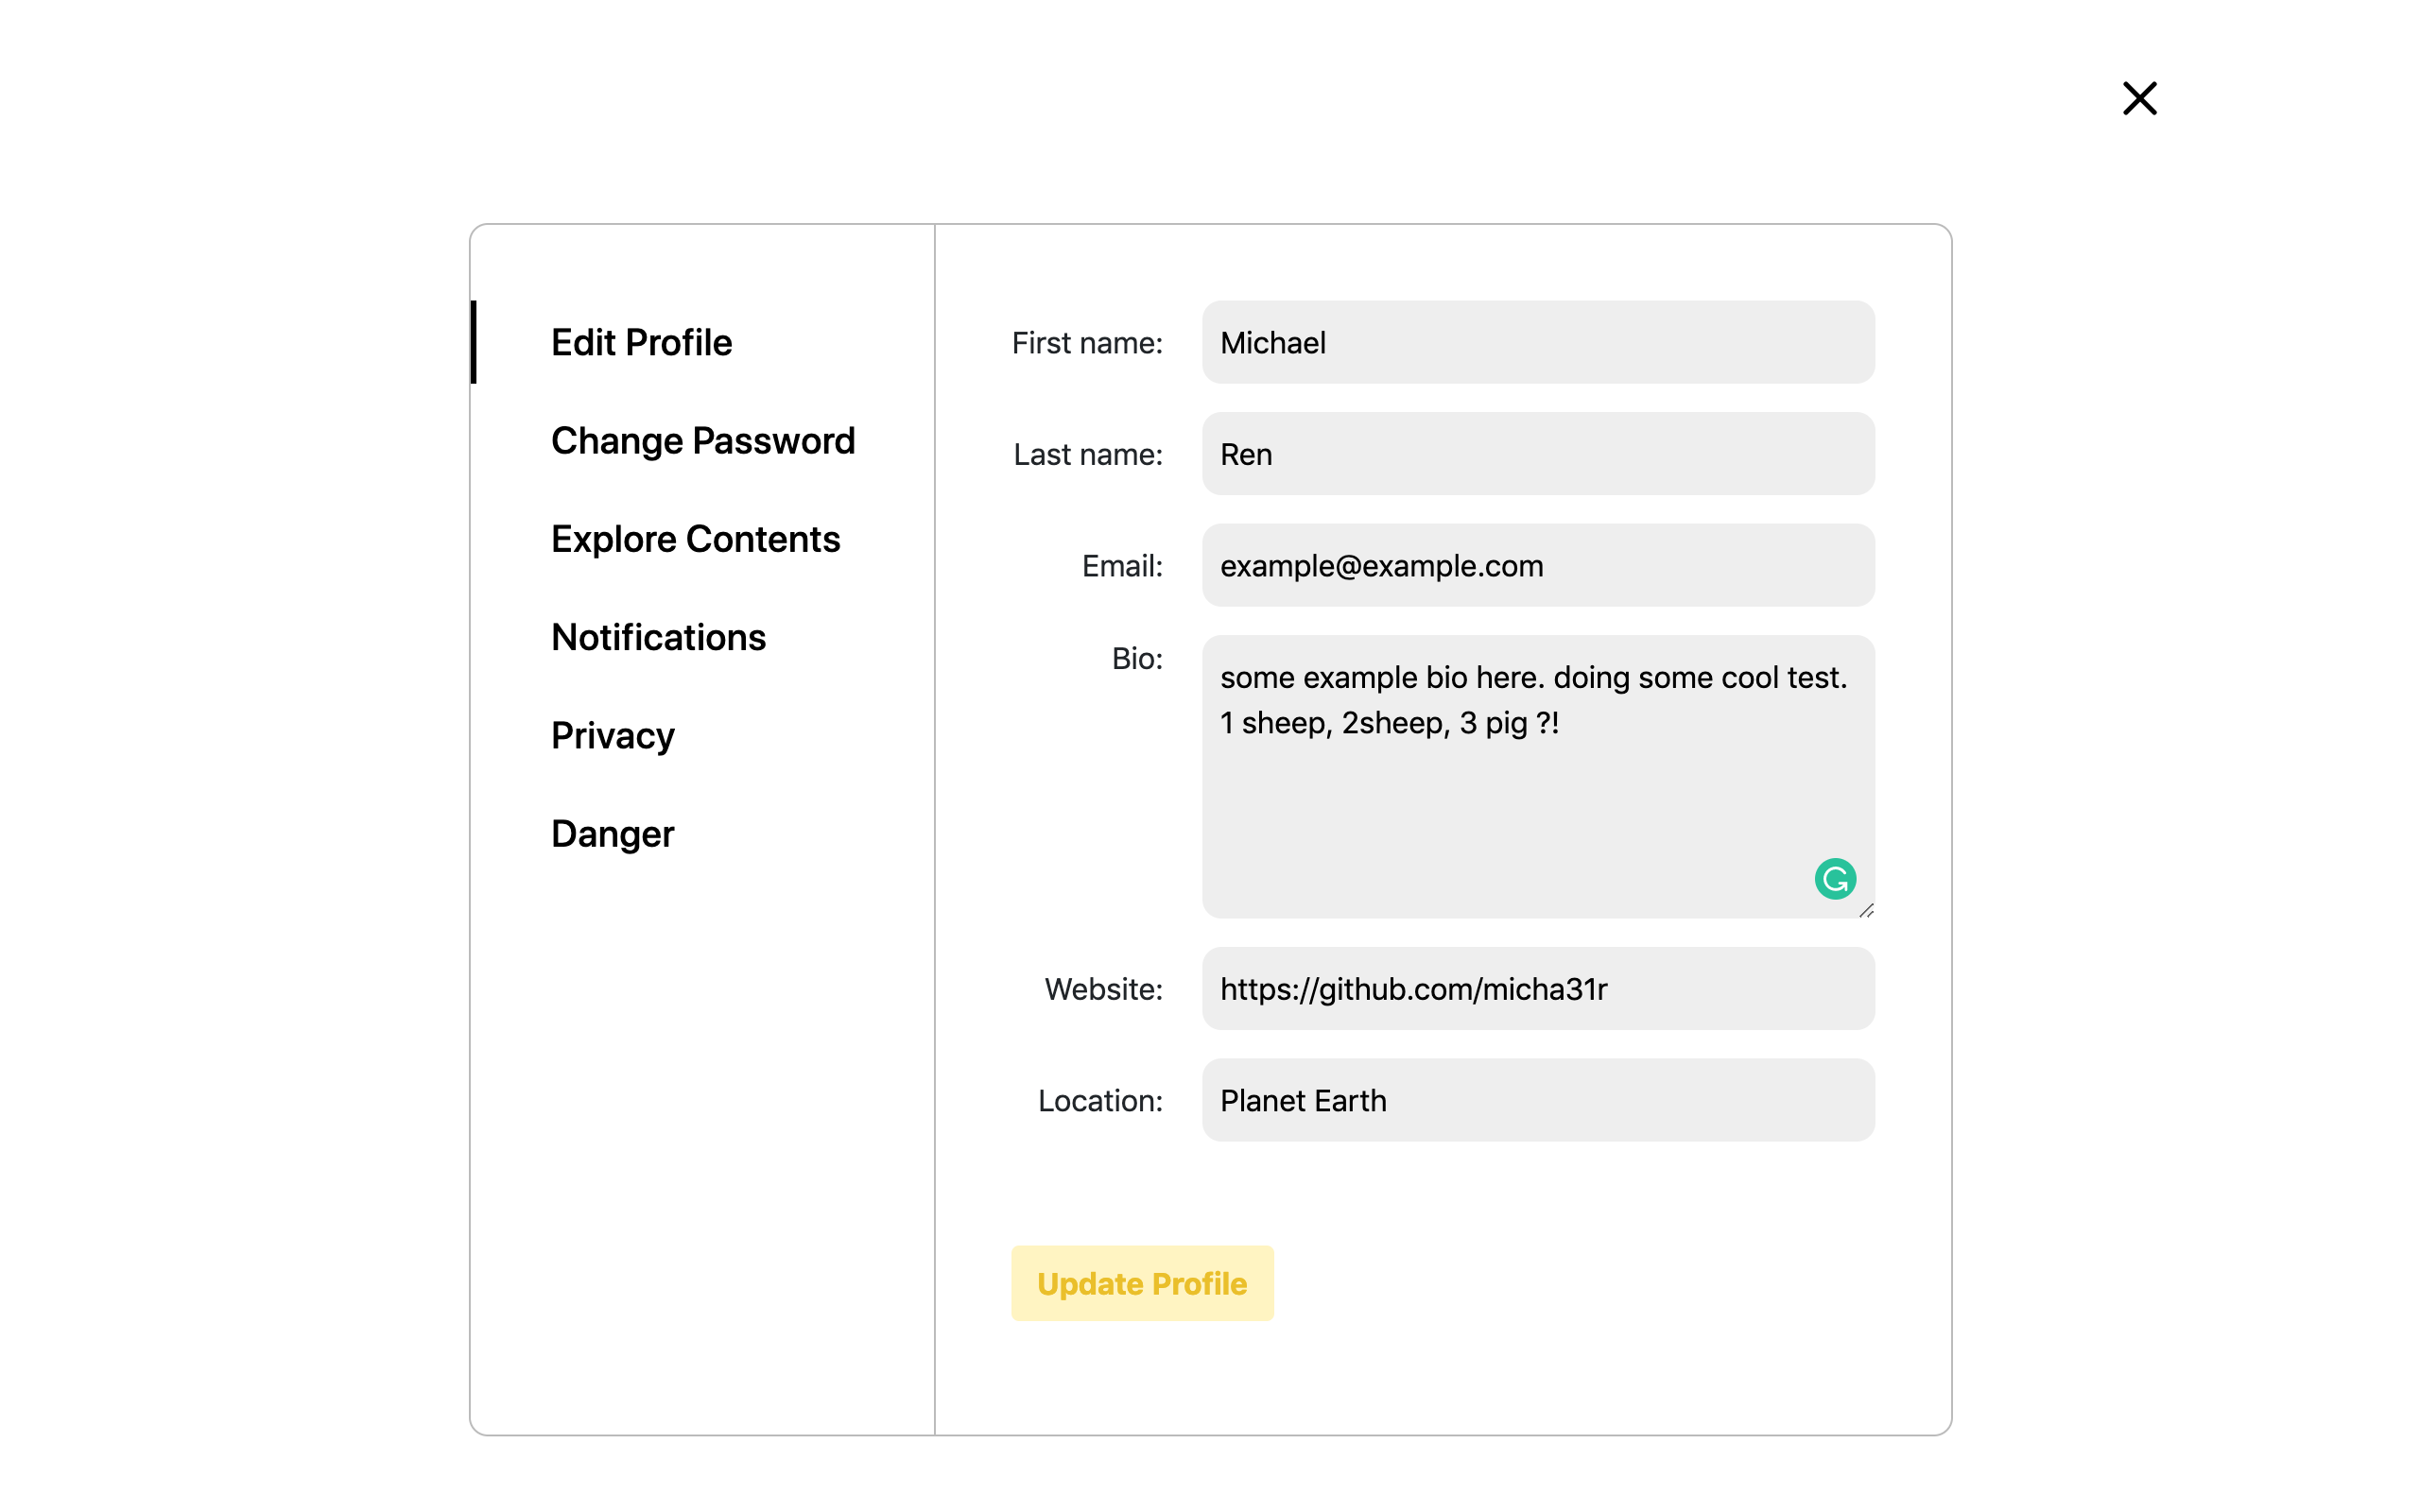 Edit Profile
Change Password
Explore Contents
Notifications
Privacy
Danger
First name: Michael
Last name: Ren
Email: example@example.com
Bio: some example bio here. doing some cool test.
1 sheep, 2sheep, 3 pig ?!
Website: https://github.com/micha31r
Location: Planet Earth
Update Profile